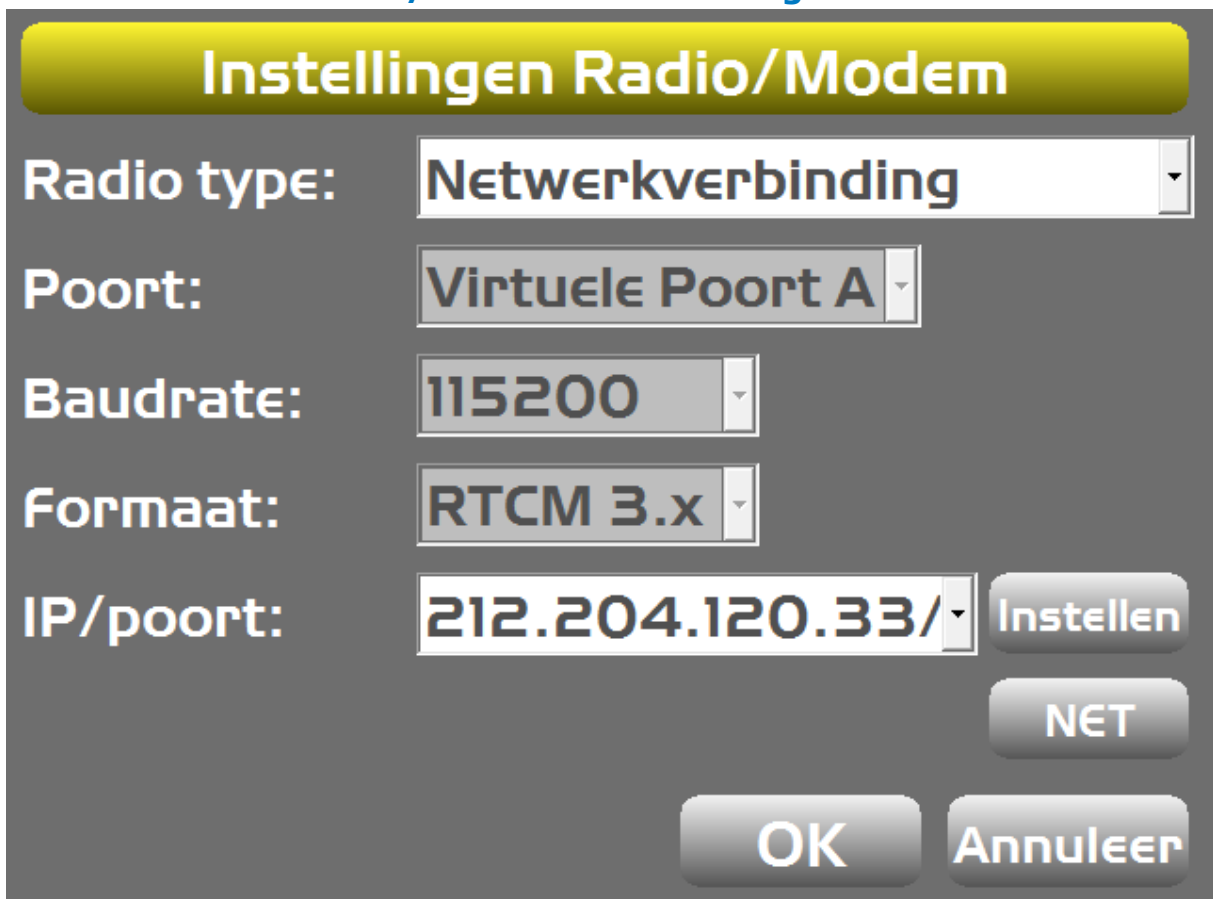 Instellingen Radio/Modem
Radio type: Netwerkverbinding
Poort: Virtuele Poort A
Baudrate: 115200
Formaat: RTCM 3.x
IP/poort: 212.204.120.33/ Instellen
NET
OK Annuleer